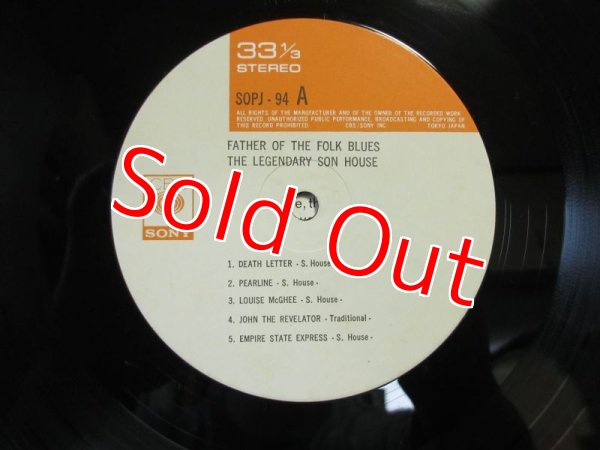 33 1/3
STEREO
SOPJ - 94 A
ALL RIGHTS OF THE MANUFACTURER AND OF THE OWNER OF THE RECORDED WORK
RESERVED. UNAUTHORIZED PUBLIC PERFORMANCE, BROADCASTING AND COPYING OF
THIS RECORD PROHIBITED. CBS/SONY INC. TOKYO JAPAN
FATHER OF THE FOLK BLUES
THE LEGENDARY SON HOUSE
SONY
Sold Out
1. DEATH LETTER - S. House
2. PEARLINE - S. House -
3. LOUISE McGHEE - S. House -
4. JOHN THE REVELATOR - Traditional -
5. EMPIRE STATE EXPRESS - S. House -